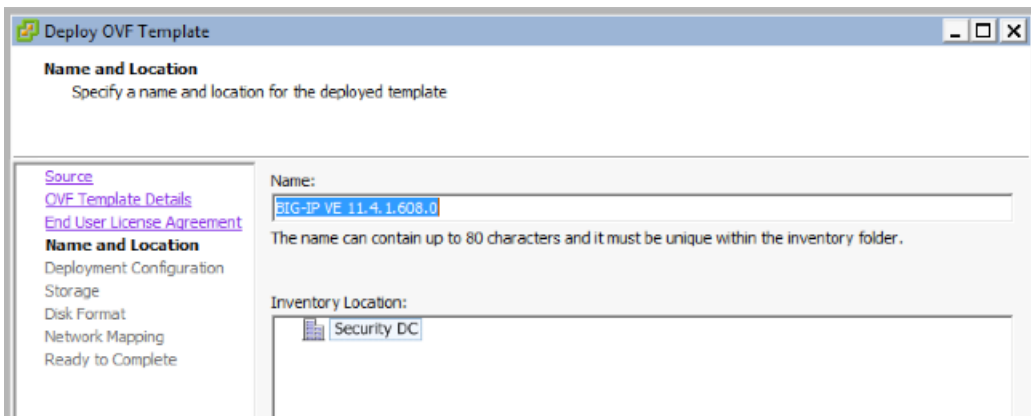 Deploy OVF Template
Name and Location
Specify a name and location for the deployed template
Source
OVF Template Details
End User License Agreement
Name and Location
Deployment Configuration
Storage
Disk Format
Network Mapping
Ready to Complete
Name:
BIG-IP VE 11.4.1.608.0
The name can contain up to 80 characters and it must be unique within the inventory folder.
Inventory Location:
Security DC